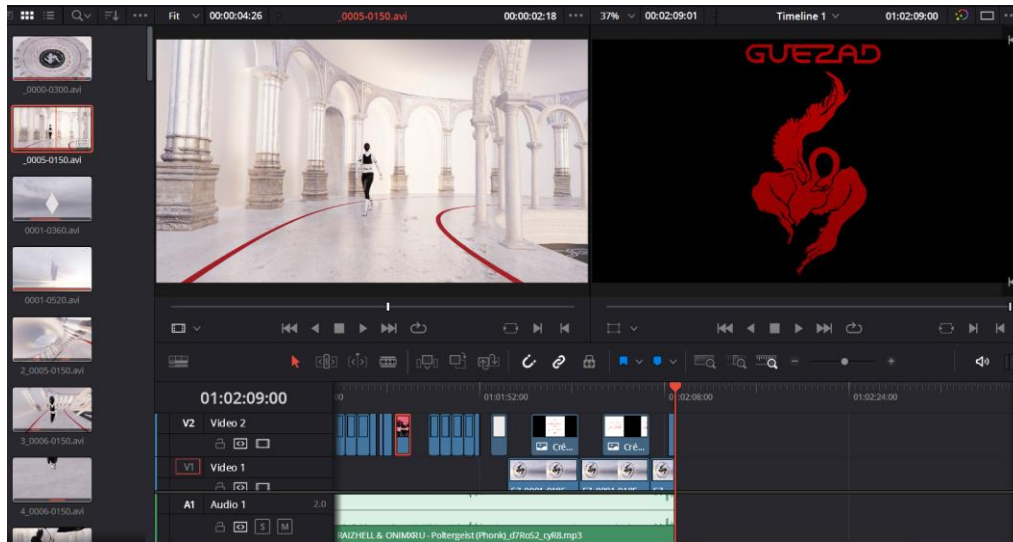 Fit 00:00:04:26 _0005-0150.avi 00:00:02:18 37% 00:02:09:01 Timeline 1 01:02:09:00
_0000-0300.avi
_0005-0150.avi
0001-0360.avi
0001-0520.avi
2_0005-0150.avi
3_0006-0150.avi
4_0006-0150.avi
GUEZAD
01:02:09:00
01:01:52:00 01:02:08:00 01:02:24:00
V2 Video 2
Cré... Cré...
V1 Video 1
A1 Audio 1 2.0
S M
RAIZHELL & ONIMXRU - Poltergeist (Phonk)_d7RoS2_cyR8.mp3